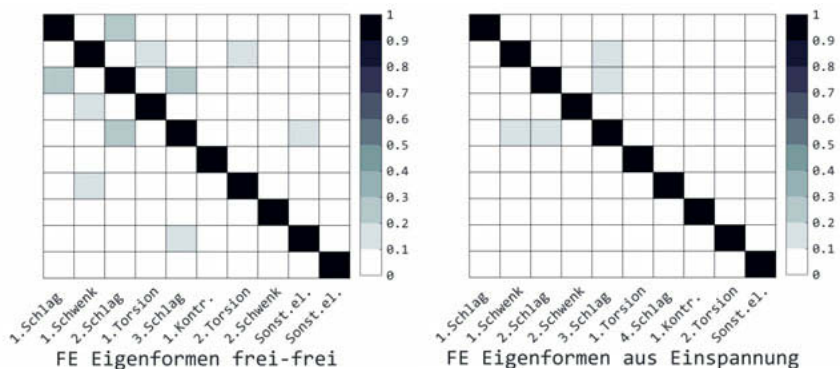 1
0.9
0.8
0.7
0.6
0.5
0.4
0.3
0.2
0.1
0
1.Schlag
1.Schwenk
2.Schlag
1.Torsion
3.Schlag
1.Kontr.
2.Torsion
2.Schwenk
Sonst.el.
Sonst.el.
FE Eigenformen frei-frei
1
0.9
0.8
0.7
0.6
0.5
0.4
0.3
0.2
0.1
0
1.Schlag
1.Schwenk
2.Schlag
2.Schwenk
3.Schlag
1.Torsion
4.Schlag
1.Kontr.
2.Torsion
Sonst.el.
FE Eigenformen aus Einspannung